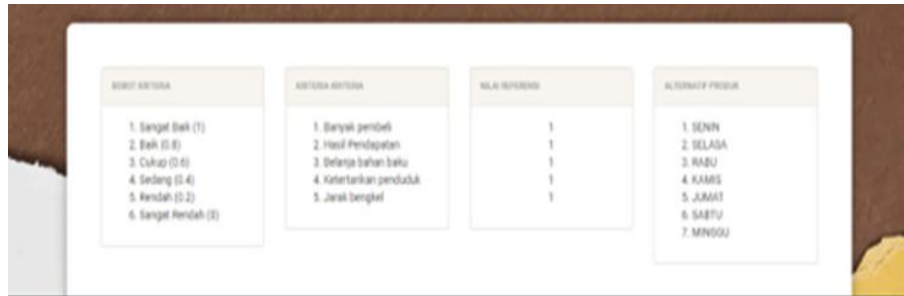 BOBOT KRITERIA
1. Sangat Baik (1)
2. Baik (0.8)
3. Cukup (0.6)
4. Sedang (0.4)
5. Rendah (0.2)
6. Sangat Rendah (0)
KRITERIA-KRITERIA
1. Banyak pembeli
2. Hasil Pendapatan
3. Belanja bahan baku
4. Ketertarikan penduduk
5. Jarak bengkel
NILAI REFERENSI
1
1
1
1
1
ALTERNATIF PRODUK
1. SENIN
2. SELASA
3. RABU
4. KAMIS
5. JUMAT
6. SABTU
7. MINGGU